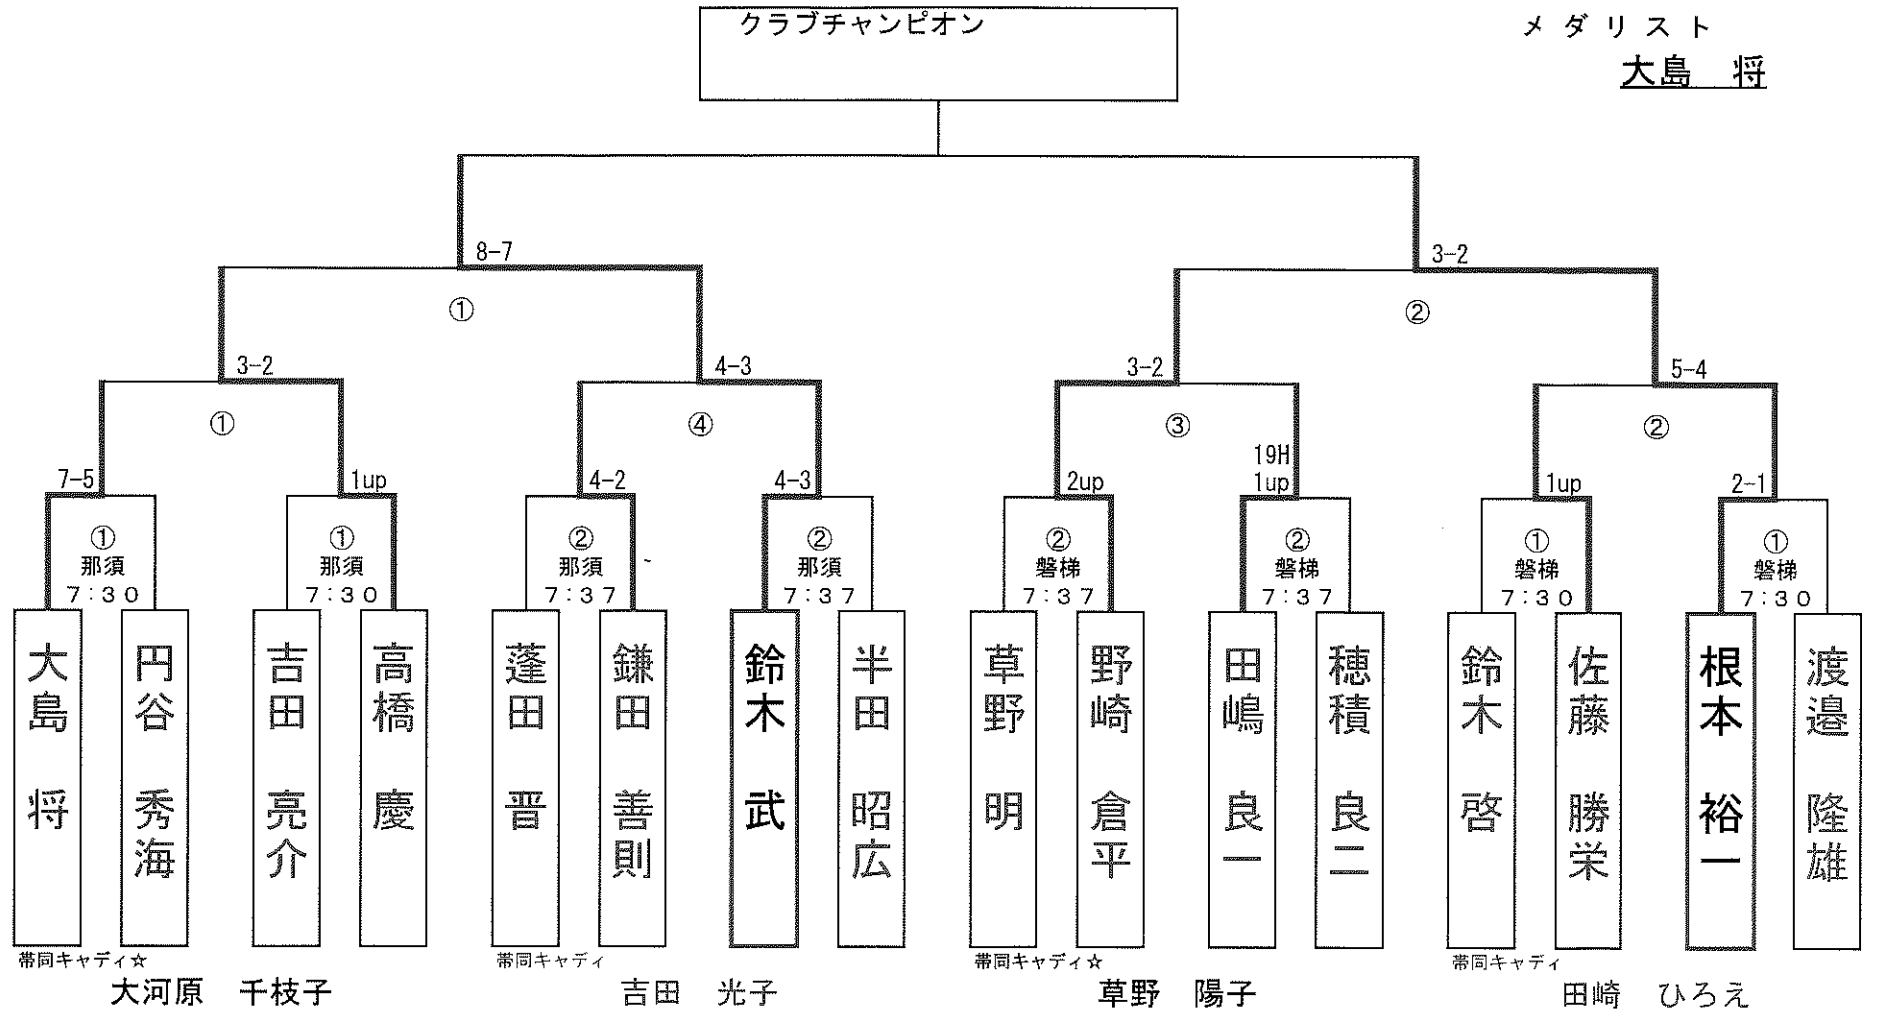 クラブチャンピオン
メダリスト
大島 将
8-7
3-2
①
②
3-2
4-3
3-2
5-4
①
④
③
②
7-5
1up
4-2
4-3
2up
19H
1up
1up
2-1
①
那須
7:30
①
那須
7:30
②
那須
7:37
②
那須
7:37
②
磐梯
7:37
②
磐梯
7:37
①
磐梯
7:30
①
磐梯
7:30
大島 将
円谷 秀海
吉田 亮介
高橋 慶
蓬田 晋
鎌田 善則
鈴木 武
半田 昭広
草野 明
野崎 倉平
田嶋 良一
穂積 良二
鈴木 啓
佐藤 勝栄
根本 裕一
渡邉 隆雄
帯同キャディ☆
大河原 千枝子
帯同キャディ
吉田 光子
帯同キャディ☆
草野 陽子
帯同キャディ
田崎 ひろえ